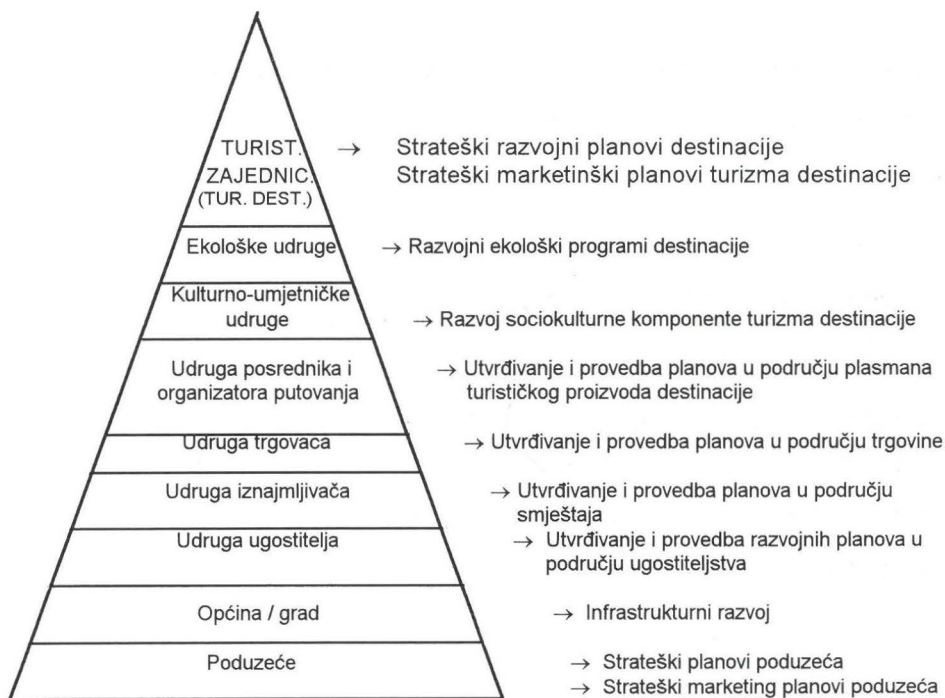 TURIST. → Strateški razvojni planovi destinacije
ZAJEDNIC. Strateški marketinški planovi turizma destinacije
(TUR. DEST.)
Ekološke udruge → Razvojni ekološki programi destinacije
Kulturno-umjetničke
udruge → Razvoj sociokulturne komponente turizma destinacije
Udruga posrednika i → Utvrđivanje i provedba planova u području plasmana
organizatora putovanja turističkog proizvoda destinacije
Udruga trgovaca → Utvrđivanje i provedba planova u području trgovine
Udruga iznajmljivača → Utvrđivanje i provedba planova u području
smještaja
Udruga ugostitelja → Utvrđivanje i provedba razvojnih planova u
području ugostiteljstva
Općina / grad → Infrastrukturni razvoj
Poduzeće → Strateški planovi poduzeća
→ Strateški marketing planovi poduzeća